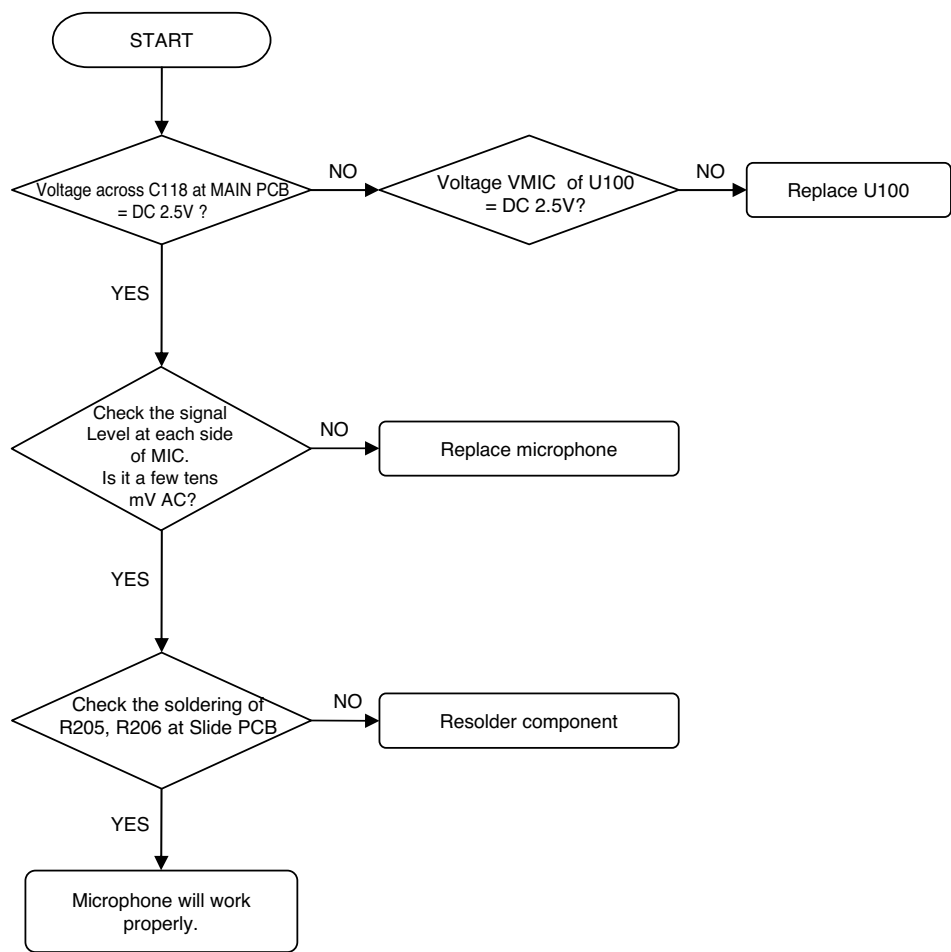 START
Voltage across C118 at MAIN PCB
= DC 2.5V ?
NO
Voltage VMIC of U100
= DC 2.5V?
NO
Replace U100
YES
Check the signal
Level at each side
of MIC.
Is it a few tens
mV AC?
NO
Replace microphone
YES
Check the soldering of
R205, R206 at Slide PCB
NO
Resolder component
YES
Microphone will work
properly.